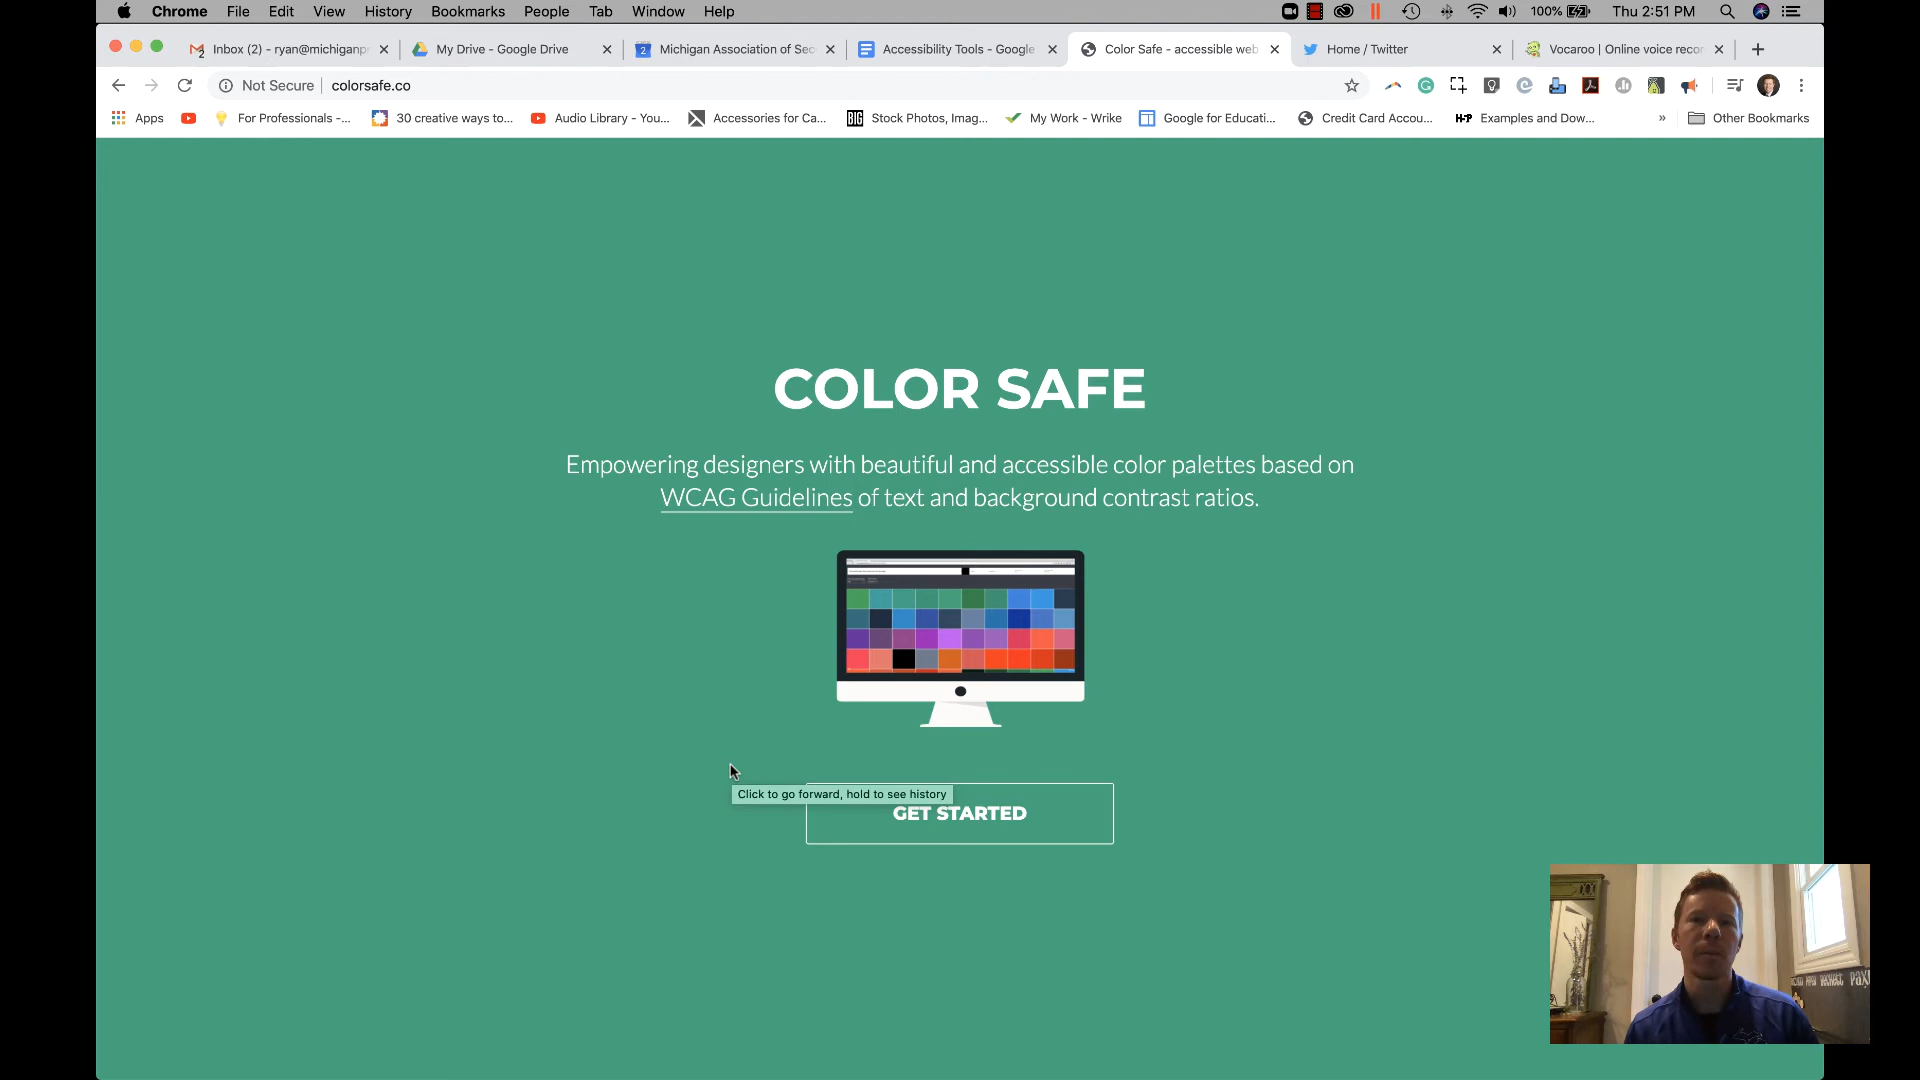 Chrome File Edit View History Bookmarks People Tab Window Help 100% Thu 2:51 PM
Inbox (2) - ryan@michiganpr My Drive - Google Drive Michigan Association of Sec Accessibility Tools - Google Color Safe - accessible web Home / Twitter Vocaroo | Online voice recor
Not Secure colorsafe.co
Apps For Professionals -... 30 creative ways to... Audio Library - You... Accessories for Ca... BIG Stock Photos, Imag... My Work - Wrike Google for Educati... Credit Card Accou... Examples and Dow... » Other Bookmarks
COLOR SAFE
Empowering designers with beautiful and accessible color palettes based on
WCAG Guidelines of text and background contrast ratios.
Click to go forward, hold to see history
GET STARTED